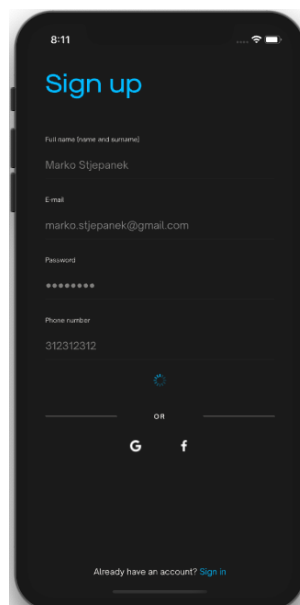 8:11
Sign up
Full name (name and surname)
Marko Stjepanek
E-mail
marko.stjepanek@gmail.com
Password
••••••••
Phone number
312312312
OR
G f
Already have an account? Sign in